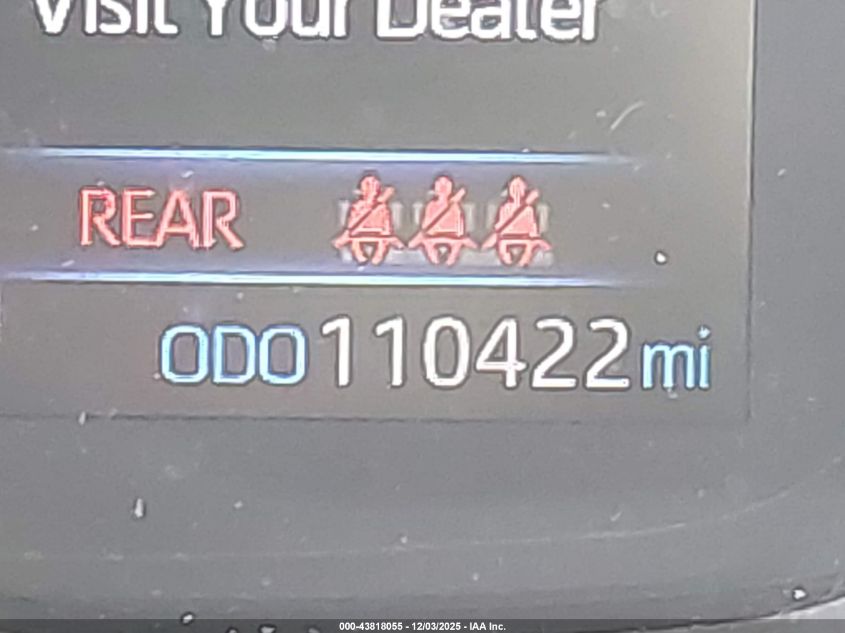 Visit Your Dealer
REAR
ODO 110422 mi
000-43818055 - 12/03/2025 - IAA Inc.